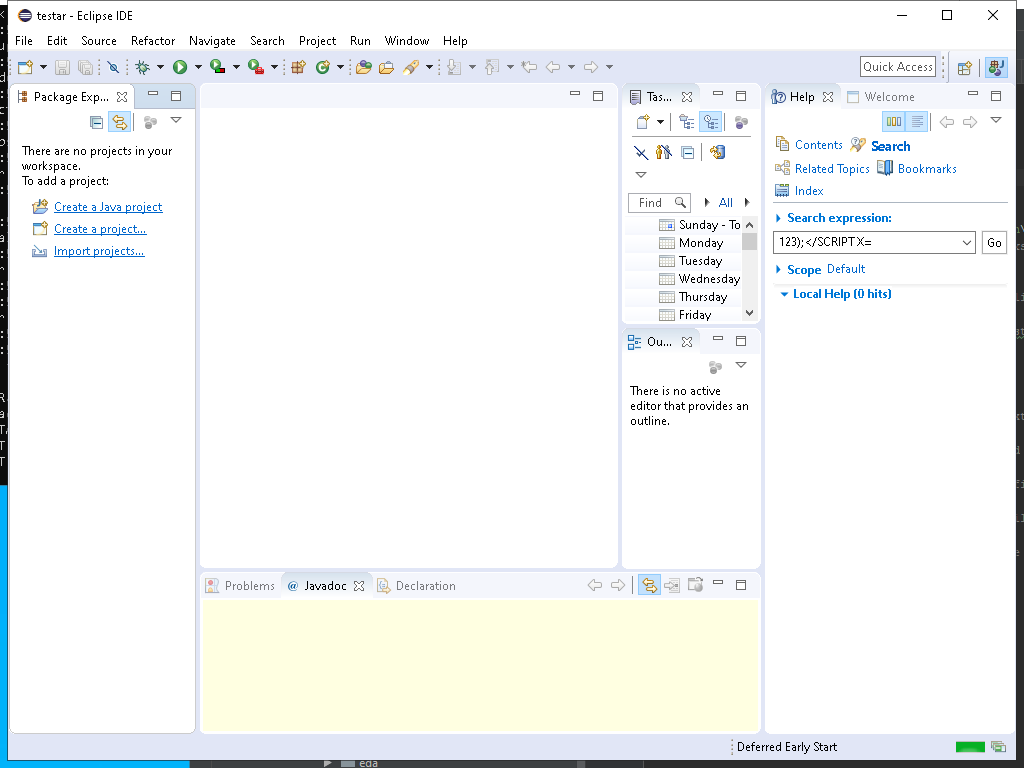 testar - Eclipse IDE
File Edit Source Refactor Navigate Search Project Run Window Help
Quick Access
Package Exp...
There are no projects in your
workspace.
To add a project:
Create a Java project
Create a project...
Import projects...
Tas...
Find
All
Sunday - To
Monday
Tuesday
Wednesday
Thursday
Friday
Ou...
There is no active
editor that provides an
outline.
Help
Welcome
Contents
Search
Related Topics
Bookmarks
Index
Search expression:
123);</SCRIPT X=
Go
Scope Default
Local Help (0 hits)
Problems
@ Javadoc
Declaration
Deferred Early Start
eda